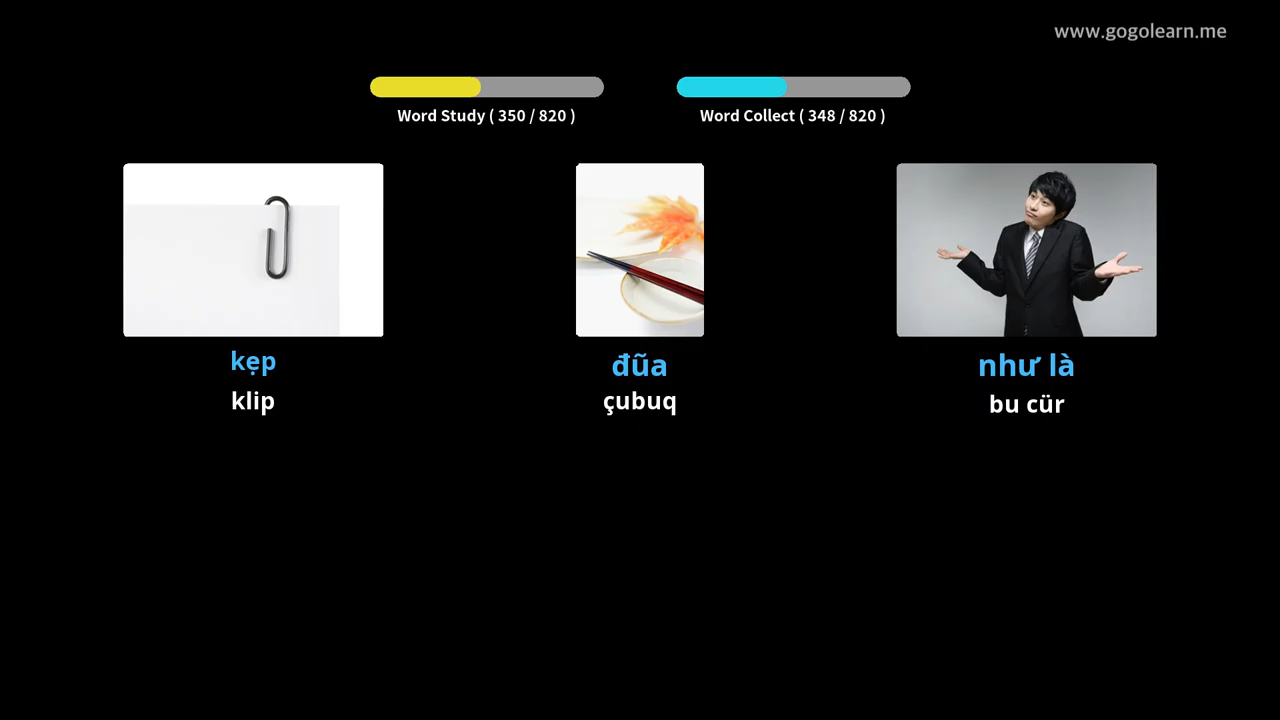 www.gogolearn.me
Word Study ( 350 / 820 )
Word Collect ( 348 / 820 )
kẹp
klip
đũa
çubuq
như là
bu cür